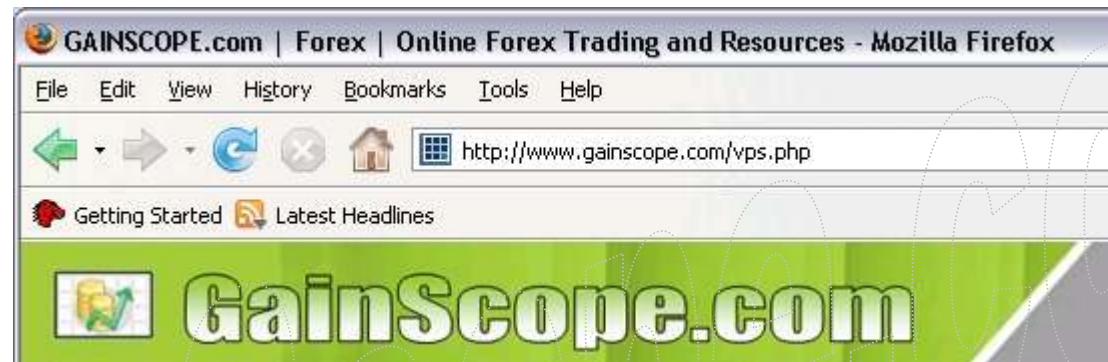 GAINSCOPE.com | Forex | Online Forex Trading and Resources - Mozilla Firefox
File Edit View History Bookmarks Tools Help
http://www.gainscope.com/vps.php
Getting Started Latest Headlines
GainScope.com